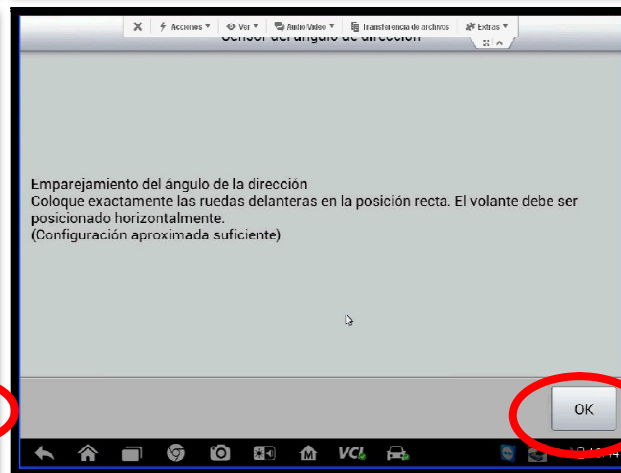 Acciones Ver Audio/Video Transferencia de archivos Extras
Sensor del ángulo de dirección
Emparejamiento del ángulo de la dirección
Coloque exactamente las ruedas delanteras en la posición recta. El volante debe ser
posicionado horizontalmente.
(Configuración aproximada suficiente)
OK
VCI